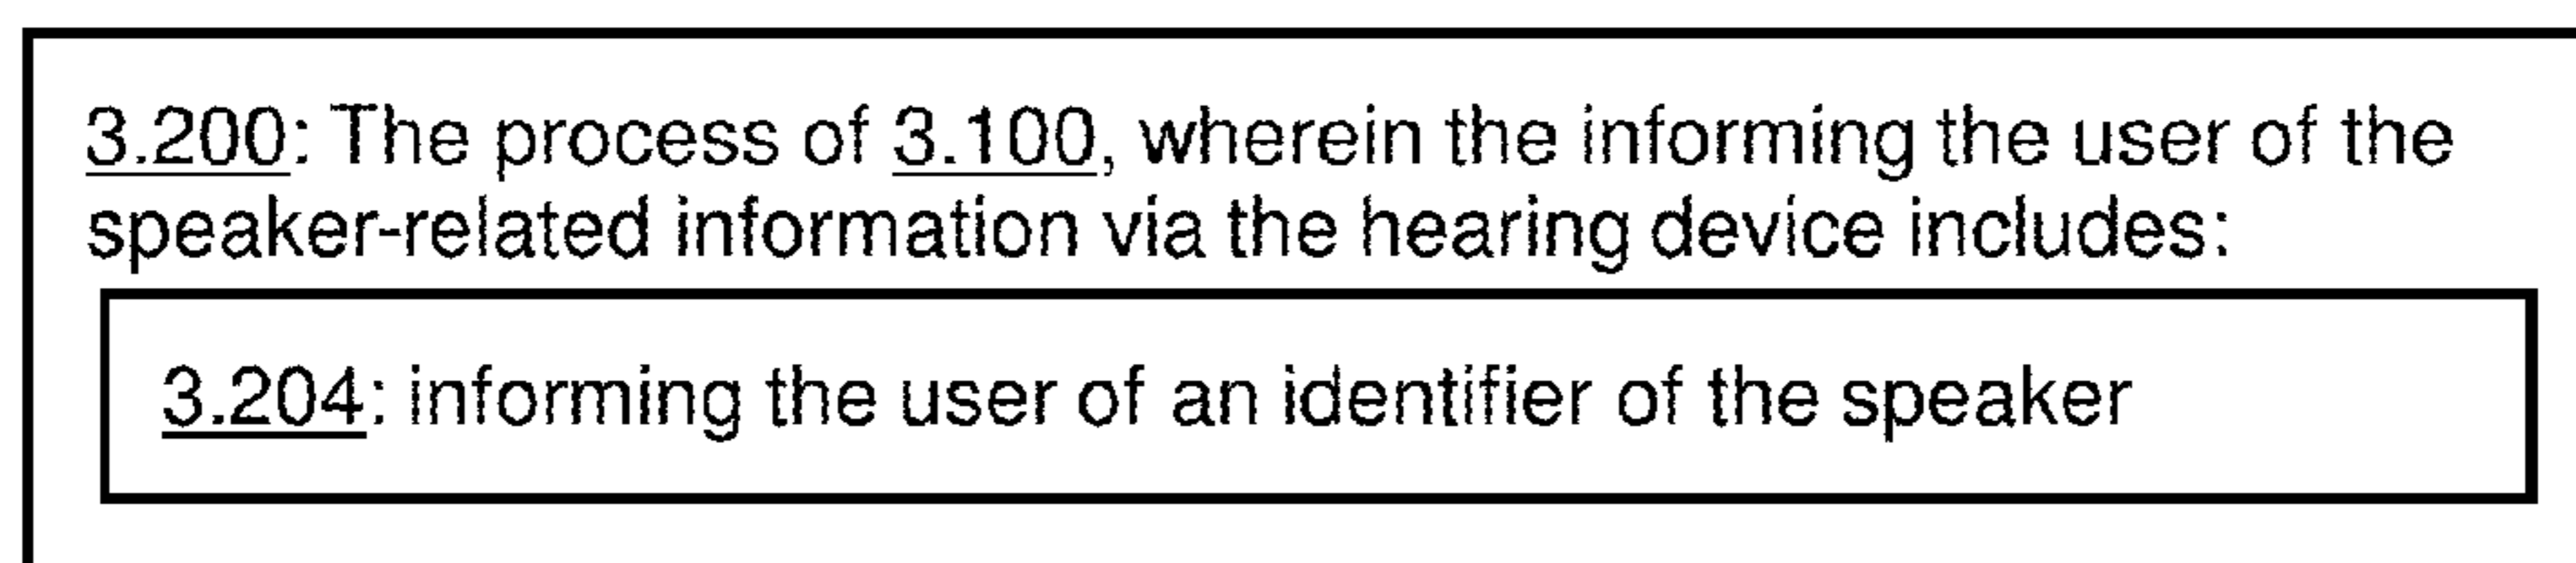 3.200: The process of 3.100, wherein the informing the user of the
speaker-related information via the hearing device includes:
3.204: informing the user of an identifier of the speaker